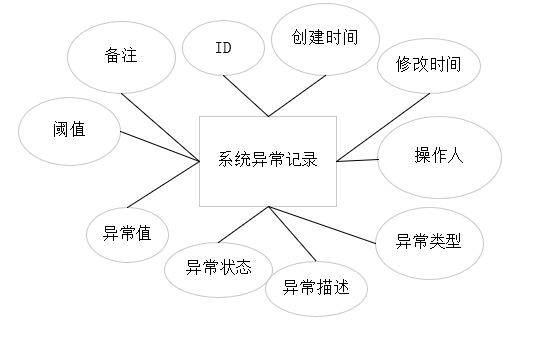 创建时间
ID
备注
修改时间
阈值
系统异常记录
操作人
异常值
异常类型
异常状态
异常描述